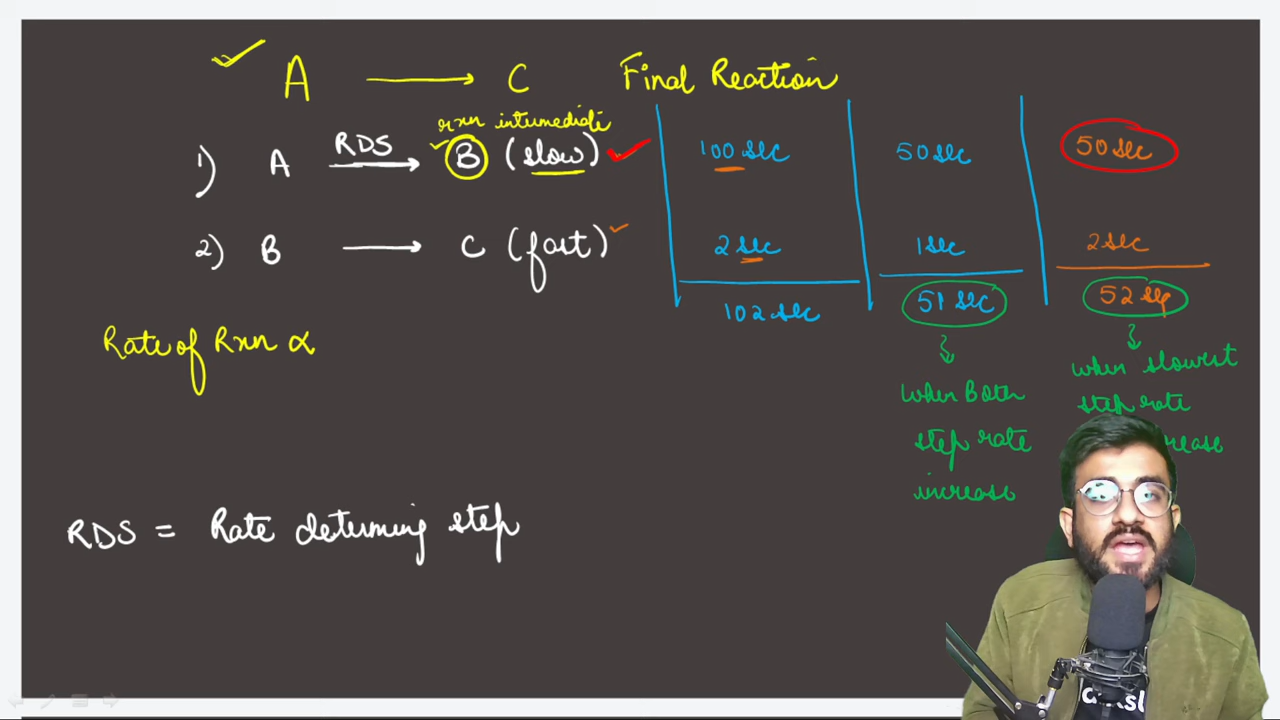 A ⟶ C Final Reaction
rxn intermediate
1) A RDS ⟶ B (slow) 100 sec 50 sec 50 sec
2) B ⟶ C (fast) 2 sec 1 sec 2 sec
102 sec 51 sec 52 sec
Rate of Rxn α
when Both
step rate
increase
when slowest
step rate
RDS = Rate determing step